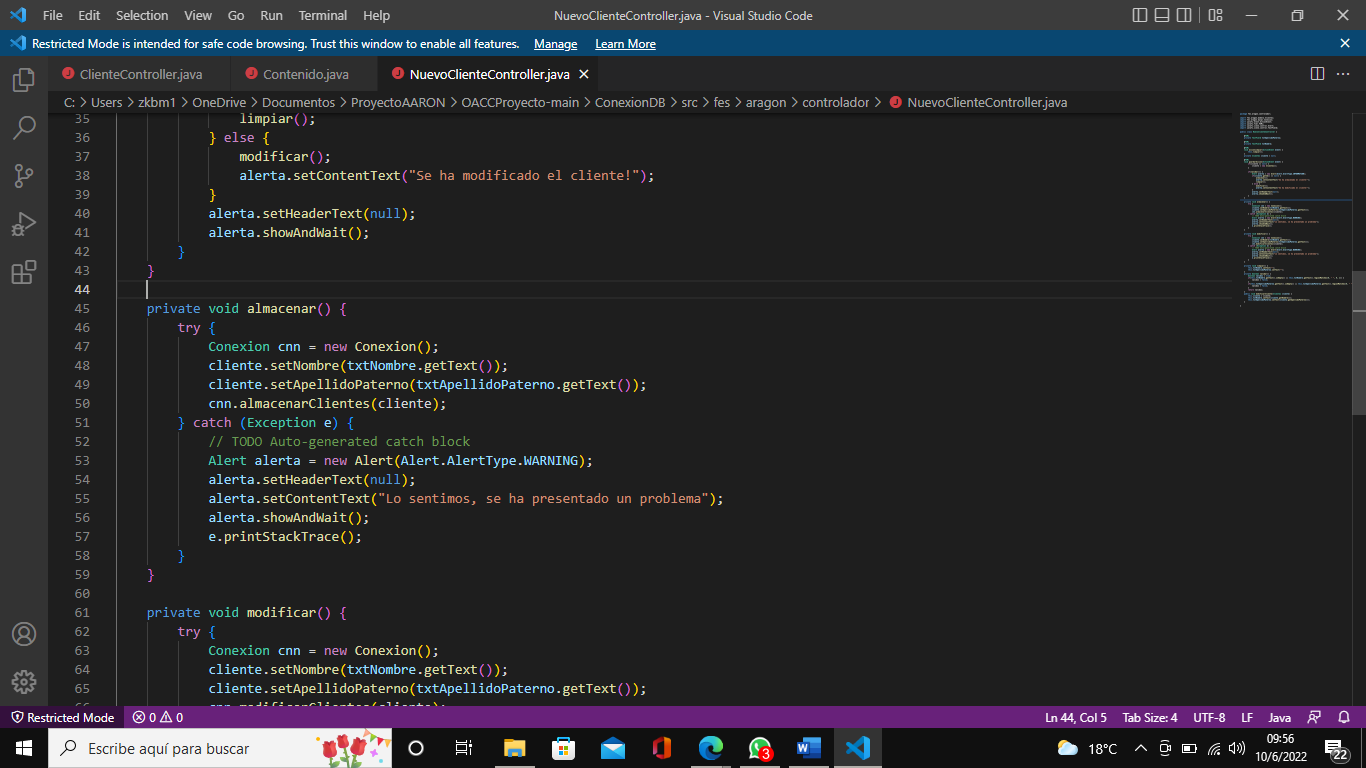 File Edit Selection View Go Run Terminal Help NuevoClienteController.java - Visual Studio Code
Restricted Mode is intended for safe code browsing. Trust this window to enable all features. Manage Learn More
ClienteController.java Contenido.java NuevoClienteController.java
C: > Users > zkbm1 > OneDrive > Documentos > ProyectoAARON > OACCProyecto-main > ConexionDB > src > fes > aragon > controlador > NuevoClienteController.java
35 limpiar();
36 } else {
37 modificar();
38 alerta.setContentText("Se ha modificado el cliente!");
39 }
40 alerta.setHeaderText(null);
41 alerta.showAndWait();
42 }
43 }
44
45 private void almacenar() {
46 try {
47 Conexion cnn = new Conexion();
48 cliente.setNombre(txtNombre.getText());
49 cliente.setApellidoPaterno(txtApellidoPaterno.getText());
50 cnn.almacenarClientes(cliente);
51 } catch (Exception e) {
52 // TODO Auto-generated catch block
53 Alert alerta = new Alert(Alert.AlertType.WARNING);
54 alerta.setHeaderText(null);
55 alerta.setContentText("Lo sentimos, se ha presentado un problema");
56 alerta.showAndWait();
57 e.printStackTrace();
58 }
59 }
60
61 private void modificar() {
62 try {
63 Conexion cnn = new Conexion();
64 cliente.setNombre(txtNombre.getText());
65 cliente.setApellidoPaterno(txtApellidoPaterno.getText());
66 cnn.modificarClientes(cliente);
Restricted Mode 0 0 Ln 44, Col 5 Tab Size: 4 UTF-8 LF Java
Escribe aquí para buscar 3 18°C 09:56
10/6/2022 22